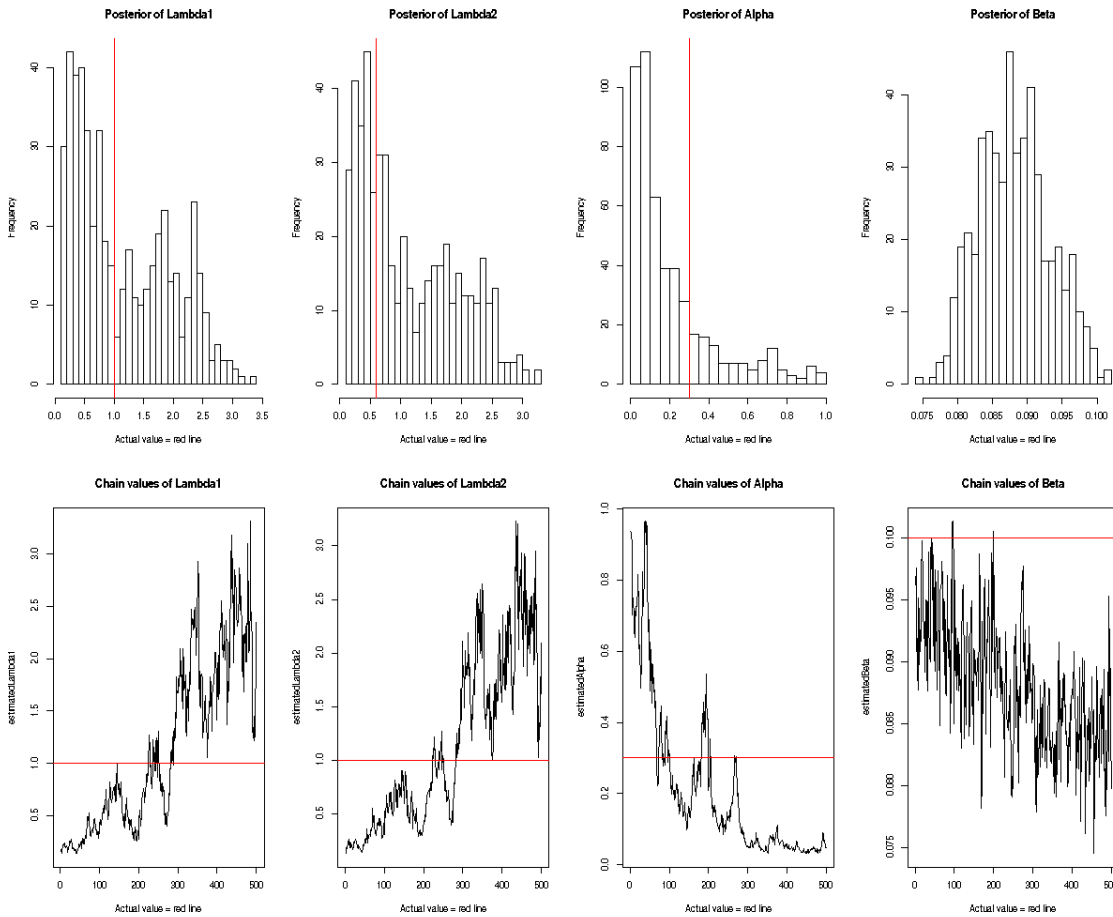 Posterior of Lambda1
Frequency
0 10 20 30 40
0.0 0.5 1.0 1.5 2.0 2.5 3.0 3.5
Actual value = red line
Posterior of Lambda2
Frequency
0 10 20 30 40
0.0 0.5 1.0 1.5 2.0 2.5 3.0
Actual value = red line
Posterior of Alpha
Frequency
0 20 40 60 80 100
0.0 0.2 0.4 0.6 0.8 1.0
Actual value = red line
Posterior of Beta
Frequency
0 10 20 30 40
0.075 0.080 0.085 0.090 0.095 0.100
Actual value = red line
Chain values of Lambda1
estimatedLambda1
0.5 1.0 1.5 2.0 2.5 3.0
0 100 200 300 400 500
Actual value = red line
Chain values of Lambda2
estimatedLambda2
0.5 1.0 1.5 2.0 2.5 3.0
0 100 200 300 400 500
Actual value = red line
Chain values of Alpha
estimatedAlpha
0.0 0.2 0.4 0.6 0.8 1.0
0 100 200 300 400 500
Actual value = red line
Chain values of Beta
estimatedBeta
0.075 0.080 0.085 0.090 0.095 0.100
0 100 200 300 400 500
Actual value = red line